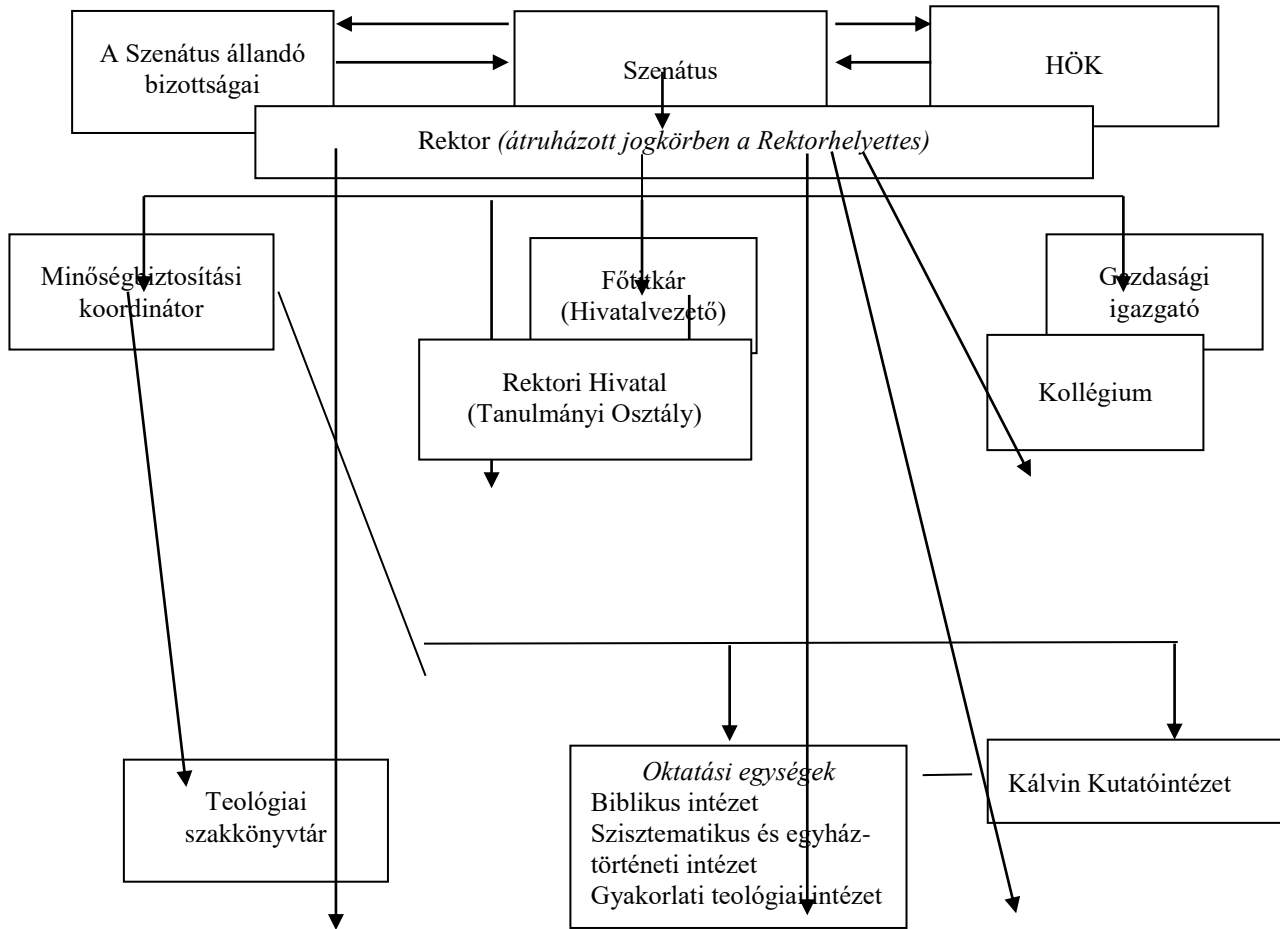 A Szenátus állandó
bizottságai
Szenátus
HÖK
Rektor (átruházott jogkörben a Rektorhelyettes)
Minőségbiztosítási
koordinátor
Főtitkár
(Hivatalvezető)
Gazdasági
igazgató
Rektori Hivatal
(Tanulmányi Osztály)
Kollégium
Teológiai
szakkönyvtár
Oktatási egységek
Biblikus intézet
Szisztematikus és egyház-
történeti intézet
Gyakorlati teológiai intézet
Kálvin Kutatóintézet